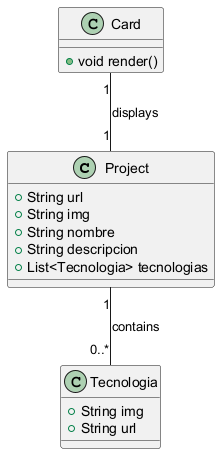 C Card
void render()
1
displays
1
C Project
String url
String img
String nombre
String descripcion
List<Tecnologia> tecnologias
1
contains
0..*
C Tecnologia
String img
String url